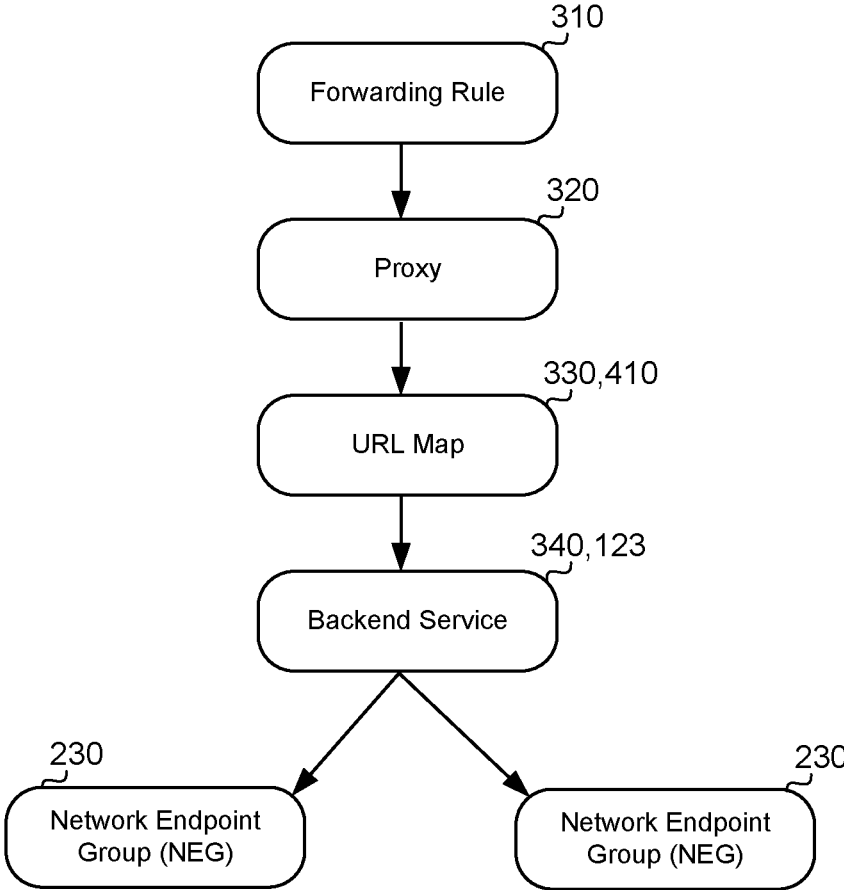 310
Forwarding Rule
320
Proxy
330,410
URL Map
340,123
Backend Service
230
Network Endpoint
Group (NEG)
230
Network Endpoint
Group (NEG)